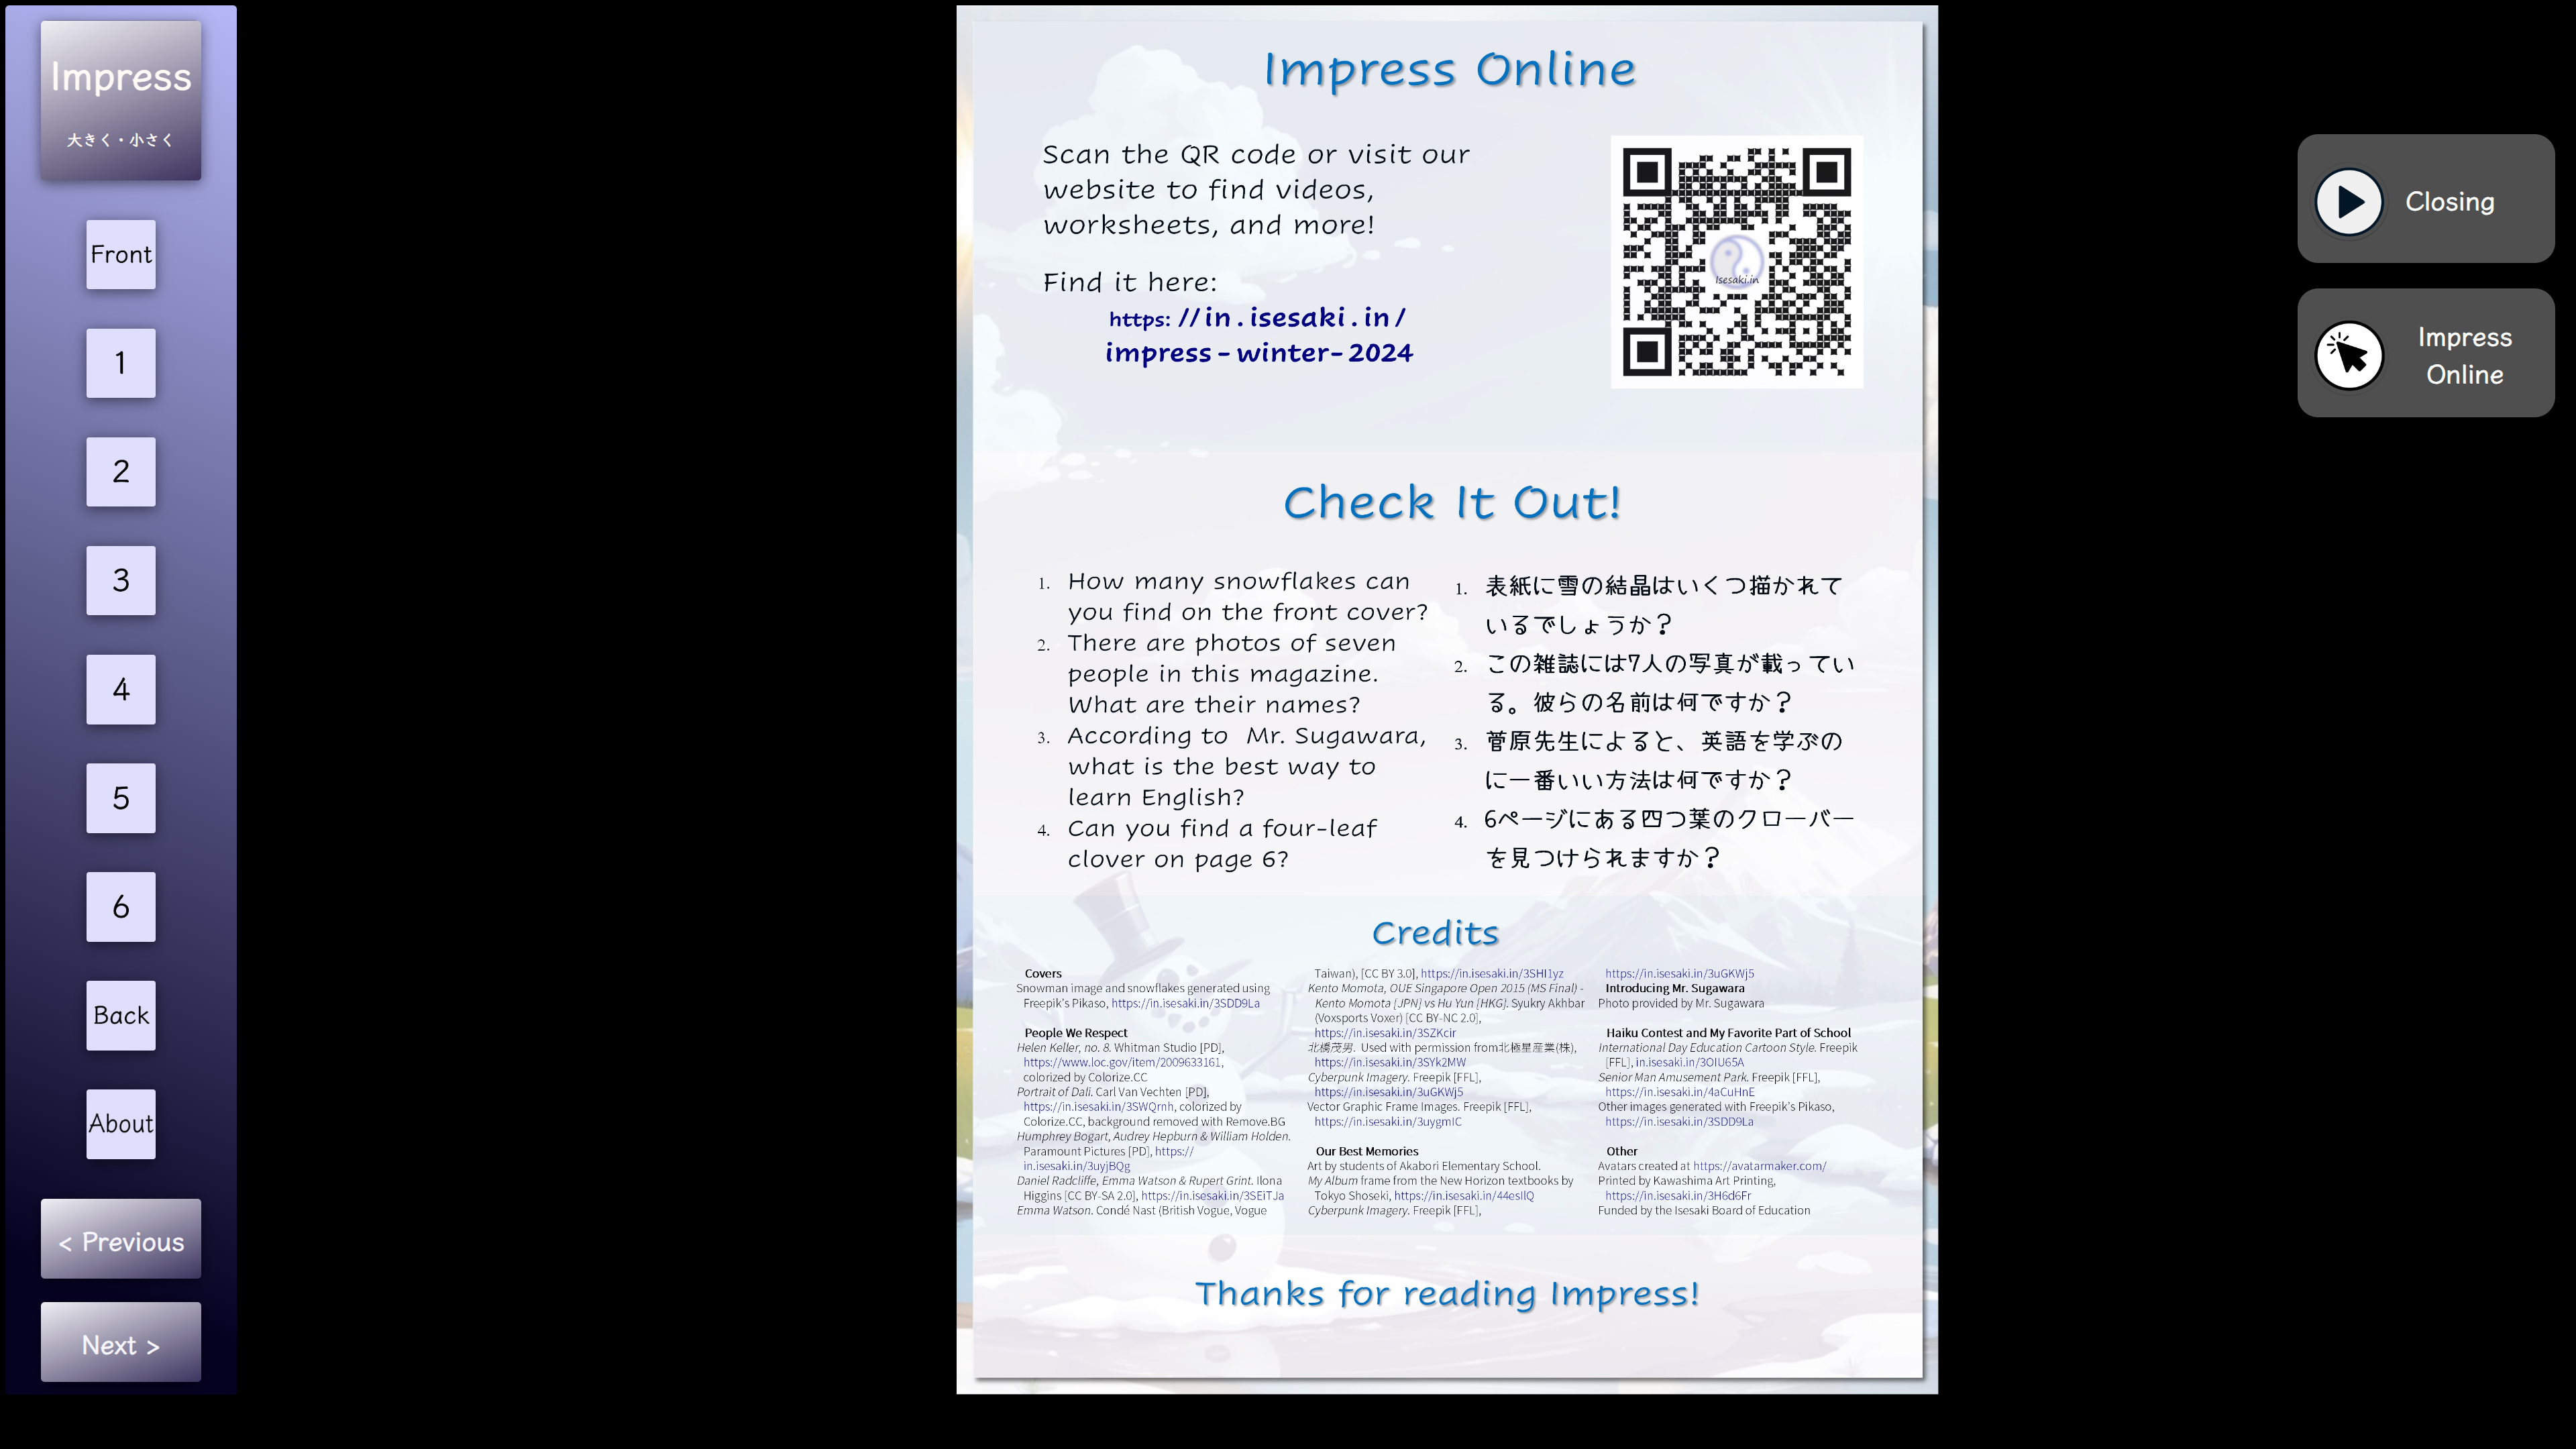 Impress
大きく・小さく
Front
1
2
3
4
5
6
Back
About
< Previous
Next >
Impress Online
Scan the QR code or visit our
website to find videos,
worksheets, and more!
Find it here:
https: //in.isesaki.in/
impress-winter-2024
Isesaki.in
Check It Out!
1. How many snowflakes can
you find on the front cover?
2. There are photos of seven
people in this magazine.
What are their names?
3. According to Mr. Sugawara,
what is the best way to
learn English?
4. Can you find a four-leaf
clover on page 6?
1. 表紙に雪の結晶はいくつ描かれて
いるでしょうか？
2. この雑誌には7人の写真が載ってい
る。彼らの名前は何ですか？
3. 菅原先生によると、英語を学ぶの
に一番いい方法は何ですか？
4. 6ページにある四つ葉のクローバー
を見つけられますか？
Credits
Covers
Snowman image and snowflakes generated using
Freepik's Pikaso, https://in.isesaki.in/3SDD9La
People We Respect
Helen Keller, no. 8. Whitman Studio [PD],
https://www.loc.gov/item/2009633161,
colorized by Colorize.CC
Portrait of Dali. Carl Van Vechten [PD],
https://in.isesaki.in/3SWQrnh, colorized by
Colorize.CC, background removed with Remove.BG
Humphrey Bogart, Audrey Hepburn & William Holden.
Paramount Pictures [PD], https://
in.isesaki.in/3uyjBQg
Daniel Radcliffe, Emma Watson & Rupert Grint. Ilona
Higgins [CC BY-SA 2.0], https://in.isesaki.in/3SEiTJa
Emma Watson. Condé Nast (British Vogue, Vogue
Taiwan), [CC BY 3.0], https://in.isesaki.in/3SHI1yz
Kento Momota, OUE Singapore Open 2015 (MS Final) -
Kento Momota [JPN] vs Hu Yun [HKG]. Syukry Akhbar
(Voxsports Voxer) [CC BY-NC 2.0],
https://in.isesaki.in/3SZKcir
北橋茂男. Used with permission from北極星産業(株),
https://in.isesaki.in/3SYk2MW
Cyberpunk Imagery. Freepik [FFL],
https://in.isesaki.in/3uGKWj5
Vector Graphic Frame Images. Freepik [FFL],
https://in.isesaki.in/3uygmIC
Our Best Memories
Art by students of Akabori Elementary School.
My Album frame from the New Horizon textbooks by
Tokyo Shoseki, https://in.isesaki.in/44esIlQ
Cyberpunk Imagery. Freepik [FFL],
https://in.isesaki.in/3uGKWj5
Introducing Mr. Sugawara
Photo provided by Mr. Sugawara
Haiku Contest and My Favorite Part of School
International Day Education Cartoon Style. Freepik
[FFL], in.isesaki.in/3OIU65A
Senior Man Amusement Park. Freepik [FFL],
https://in.isesaki.in/4aCuHnE
Other images generated with Freepik's Pikaso,
https://in.isesaki.in/3SDD9La
Other
Avatars created at https://avatarmaker.com/
Printed by Kawashima Art Printing,
https://in.isesaki.in/3H6d6Fr
Funded by the Isesaki Board of Education
Thanks for reading Impress!
Closing
Impress
Online